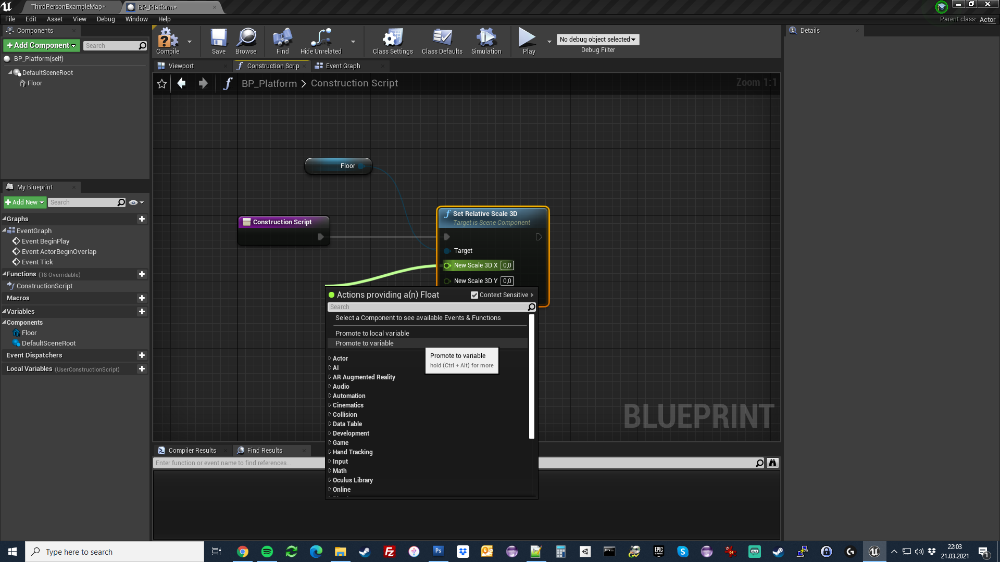 ThirdPersonExampleMap*
BP_Platform*
File Edit Asset View Debug Window Help
Parent class: Actor
Components
+Add Component
Search
BP_Platform(self)
DefaultSceneRoot
Floor
Compile
Save
Browse
Find
Hide Unrelated
Class Settings
Class Defaults
Simulation
Play
No debug object selected
Debug Filter
Details
Viewport
Construction Scrip
Event Graph
BP_Platform > Construction Script
Zoom 1:1
Floor
Construction Script
Set Relative Scale 3D
Target is Scene Component
Target
New Scale 3D X 0,0
New Scale 3D Y 0,0
Actions providing a(n) Float
Context Sensitive
Search
Select a Component to see available Events & Functions
Promote to local variable
Promote to variable
Promote to variable
hold (Ctrl + Alt) for more
Actor
AI
AR Augmented Reality
Audio
Automation
Cinematics
Collision
Data Table
Development
Game
Hand Tracking
Input
Math
Oculus Library
Online
BLUEPRINT
My Blueprint
+Add New
Search
Graphs
EventGraph
Event BeginPlay
Event ActorBeginOverlap
Event Tick
Functions (18 Overridable)
ConstructionScript
Macros
Variables
Components
Floor
DefaultSceneRoot
Event Dispatchers
Local Variables (UserConstructionScript)
Compiler Results
Find Results
Enter function or event name to find references...
Type here to search
Ps
EPIC
GAMES
64
22:03
21.03.2021
1